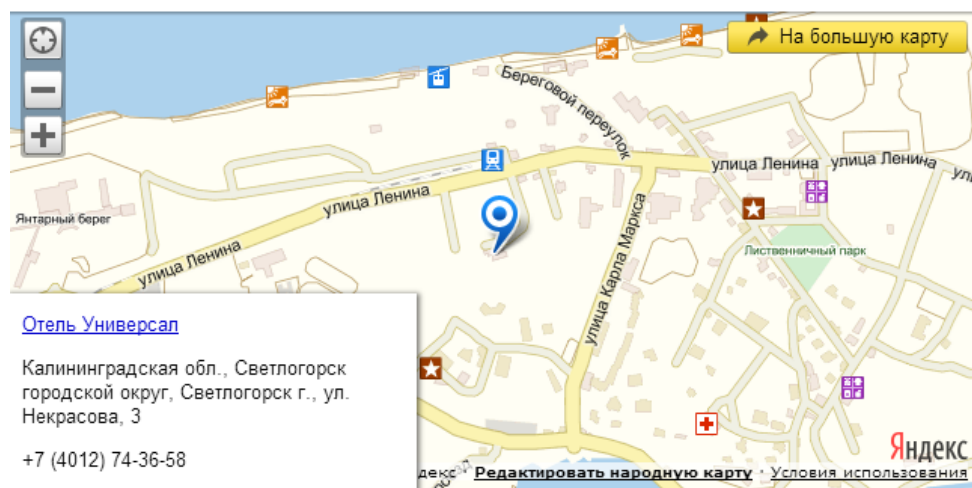 На большую карту
Береговой переулок
улица Ленина
улица Ленина
улица Ленина
Янтарный берег
улица Ленина
улица Карла Маркса
Лиственничный парк
Отель Универсал
Калининградская обл., Светлогорск
городской округ, Светлогорск г., ул.
Некрасова, 3
+7 (4012) 74-36-58
Яндекс
Редактировать народную карту · Условия использования